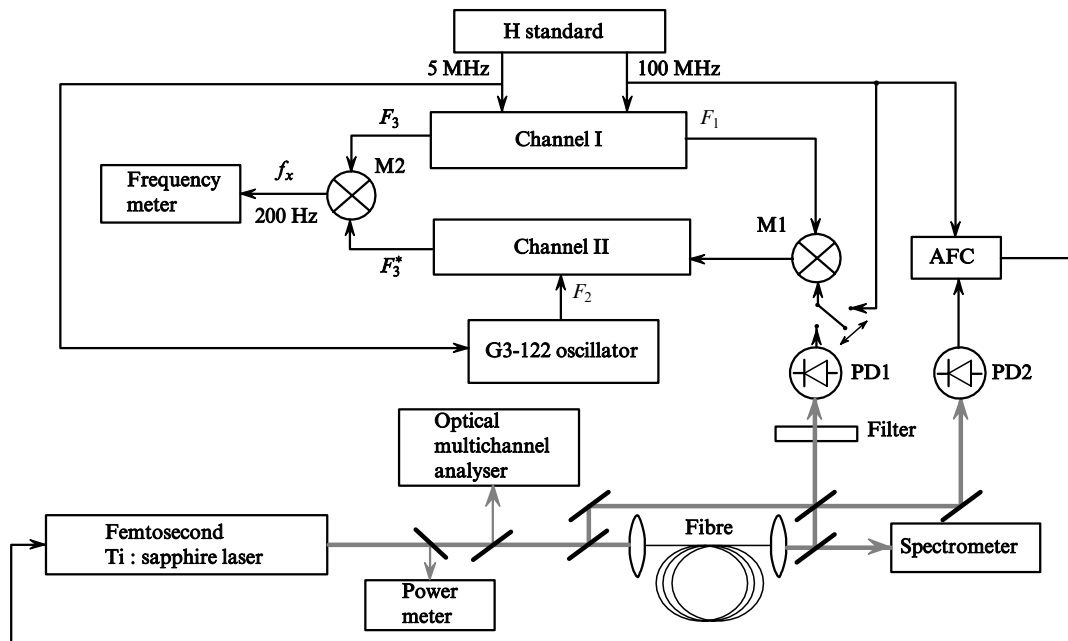 H standard
5 MHz
100 MHz
F3
Channel I
F1
M2
Frequency
meter
fx
200 Hz
M1
Channel II
F3*
F2
AFC
G3-122 oscillator
PD1
PD2
Optical
multichannel
analyser
Filter
Femtosecond
Ti : sapphire laser
Fibre
Spectrometer
Power
meter